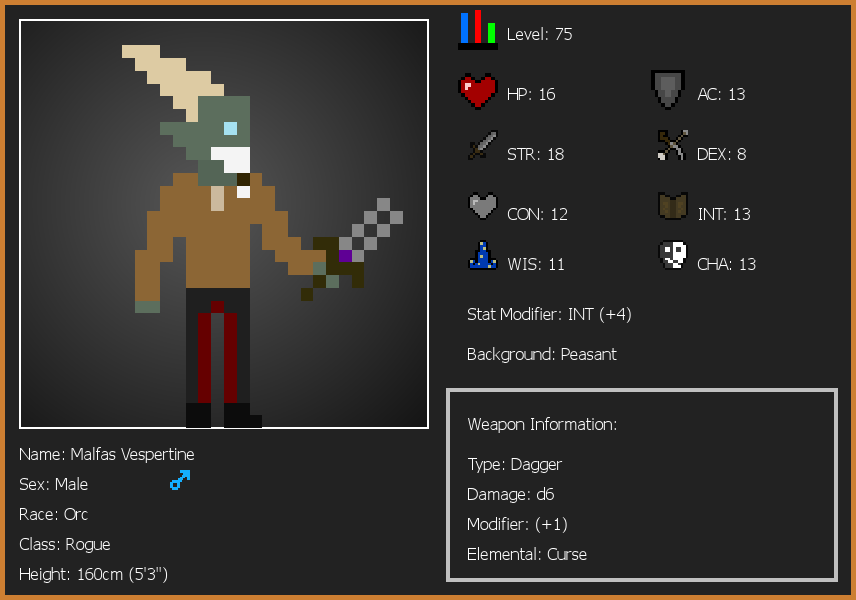 Level: 75
HP: 16
AC: 13
STR: 18
DEX: 8
CON: 12
INT: 13
WIS: 11
CHA: 13
Stat Modifier: INT (+4)
Background: Peasant
Name: Malfas Vespertine
Sex: Male
Race: Orc
Class: Rogue
Height: 160cm (5'3")
Weapon Information:
Type: Dagger
Damage: d6
Modifier: (+1)
Elemental: Curse